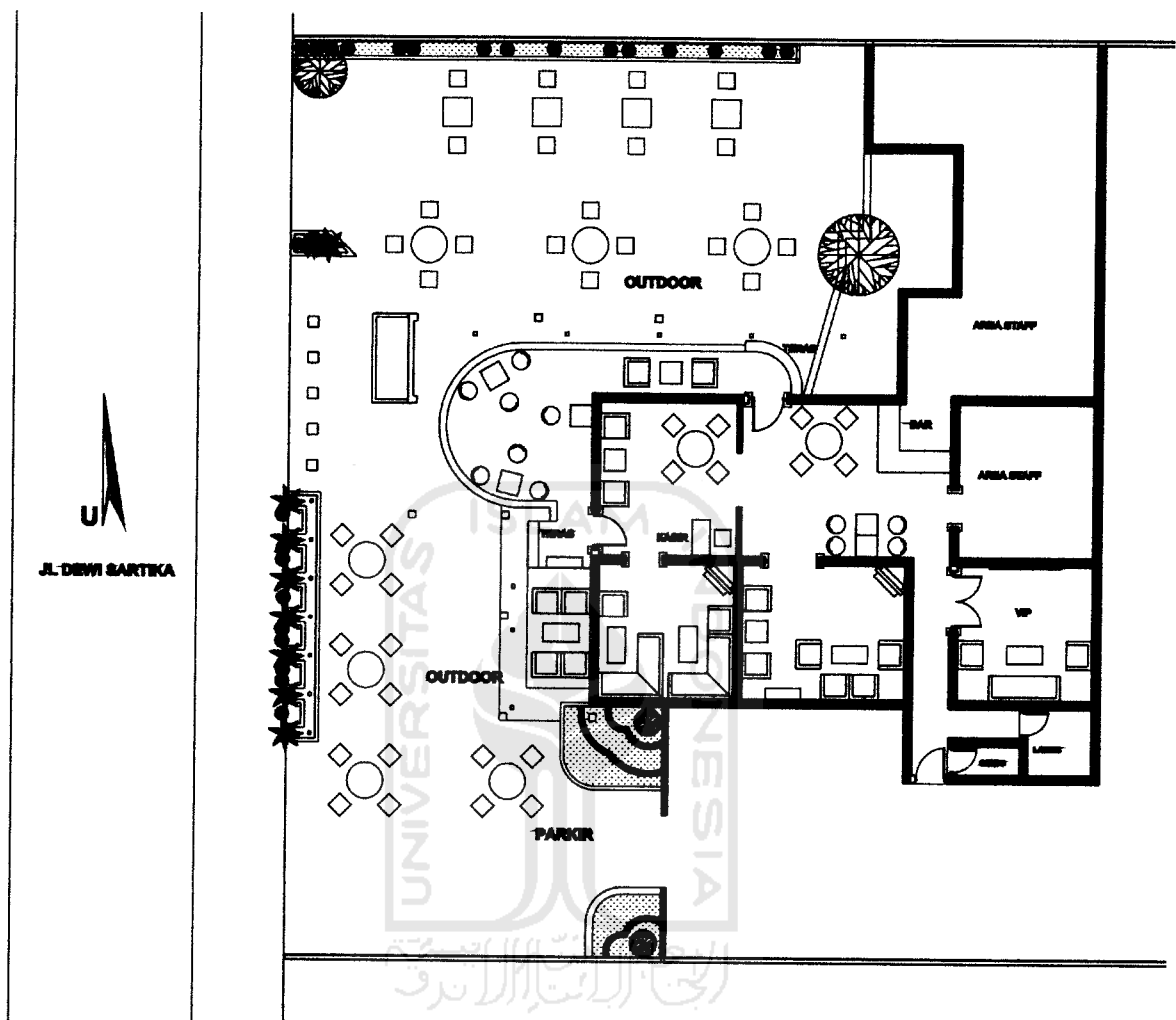 OUTDOOR
AREA STAFF
TERAS
BAR
AREA STAFF
U
JL. DEWI SARTIKA
TERAS
KASIR
VIP
OUTDOOR
PARKIR
ISLAM
UNIVERSITAS
INDONESIA